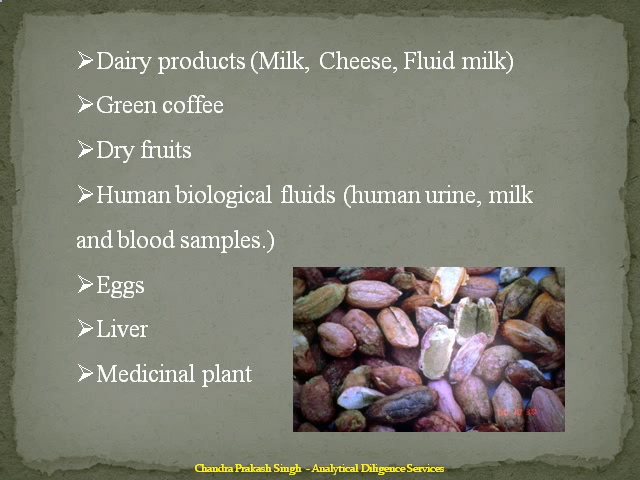 ➢Dairy products (Milk, Cheese, Fluid milk)
➢Green coffee
➢Dry fruits
➢Human biological fluids (human urine, milk
and blood samples.)
➢Eggs
➢Liver
➢Medicinal plant
Chandra Prakash Singh - Analytical Diligence Services